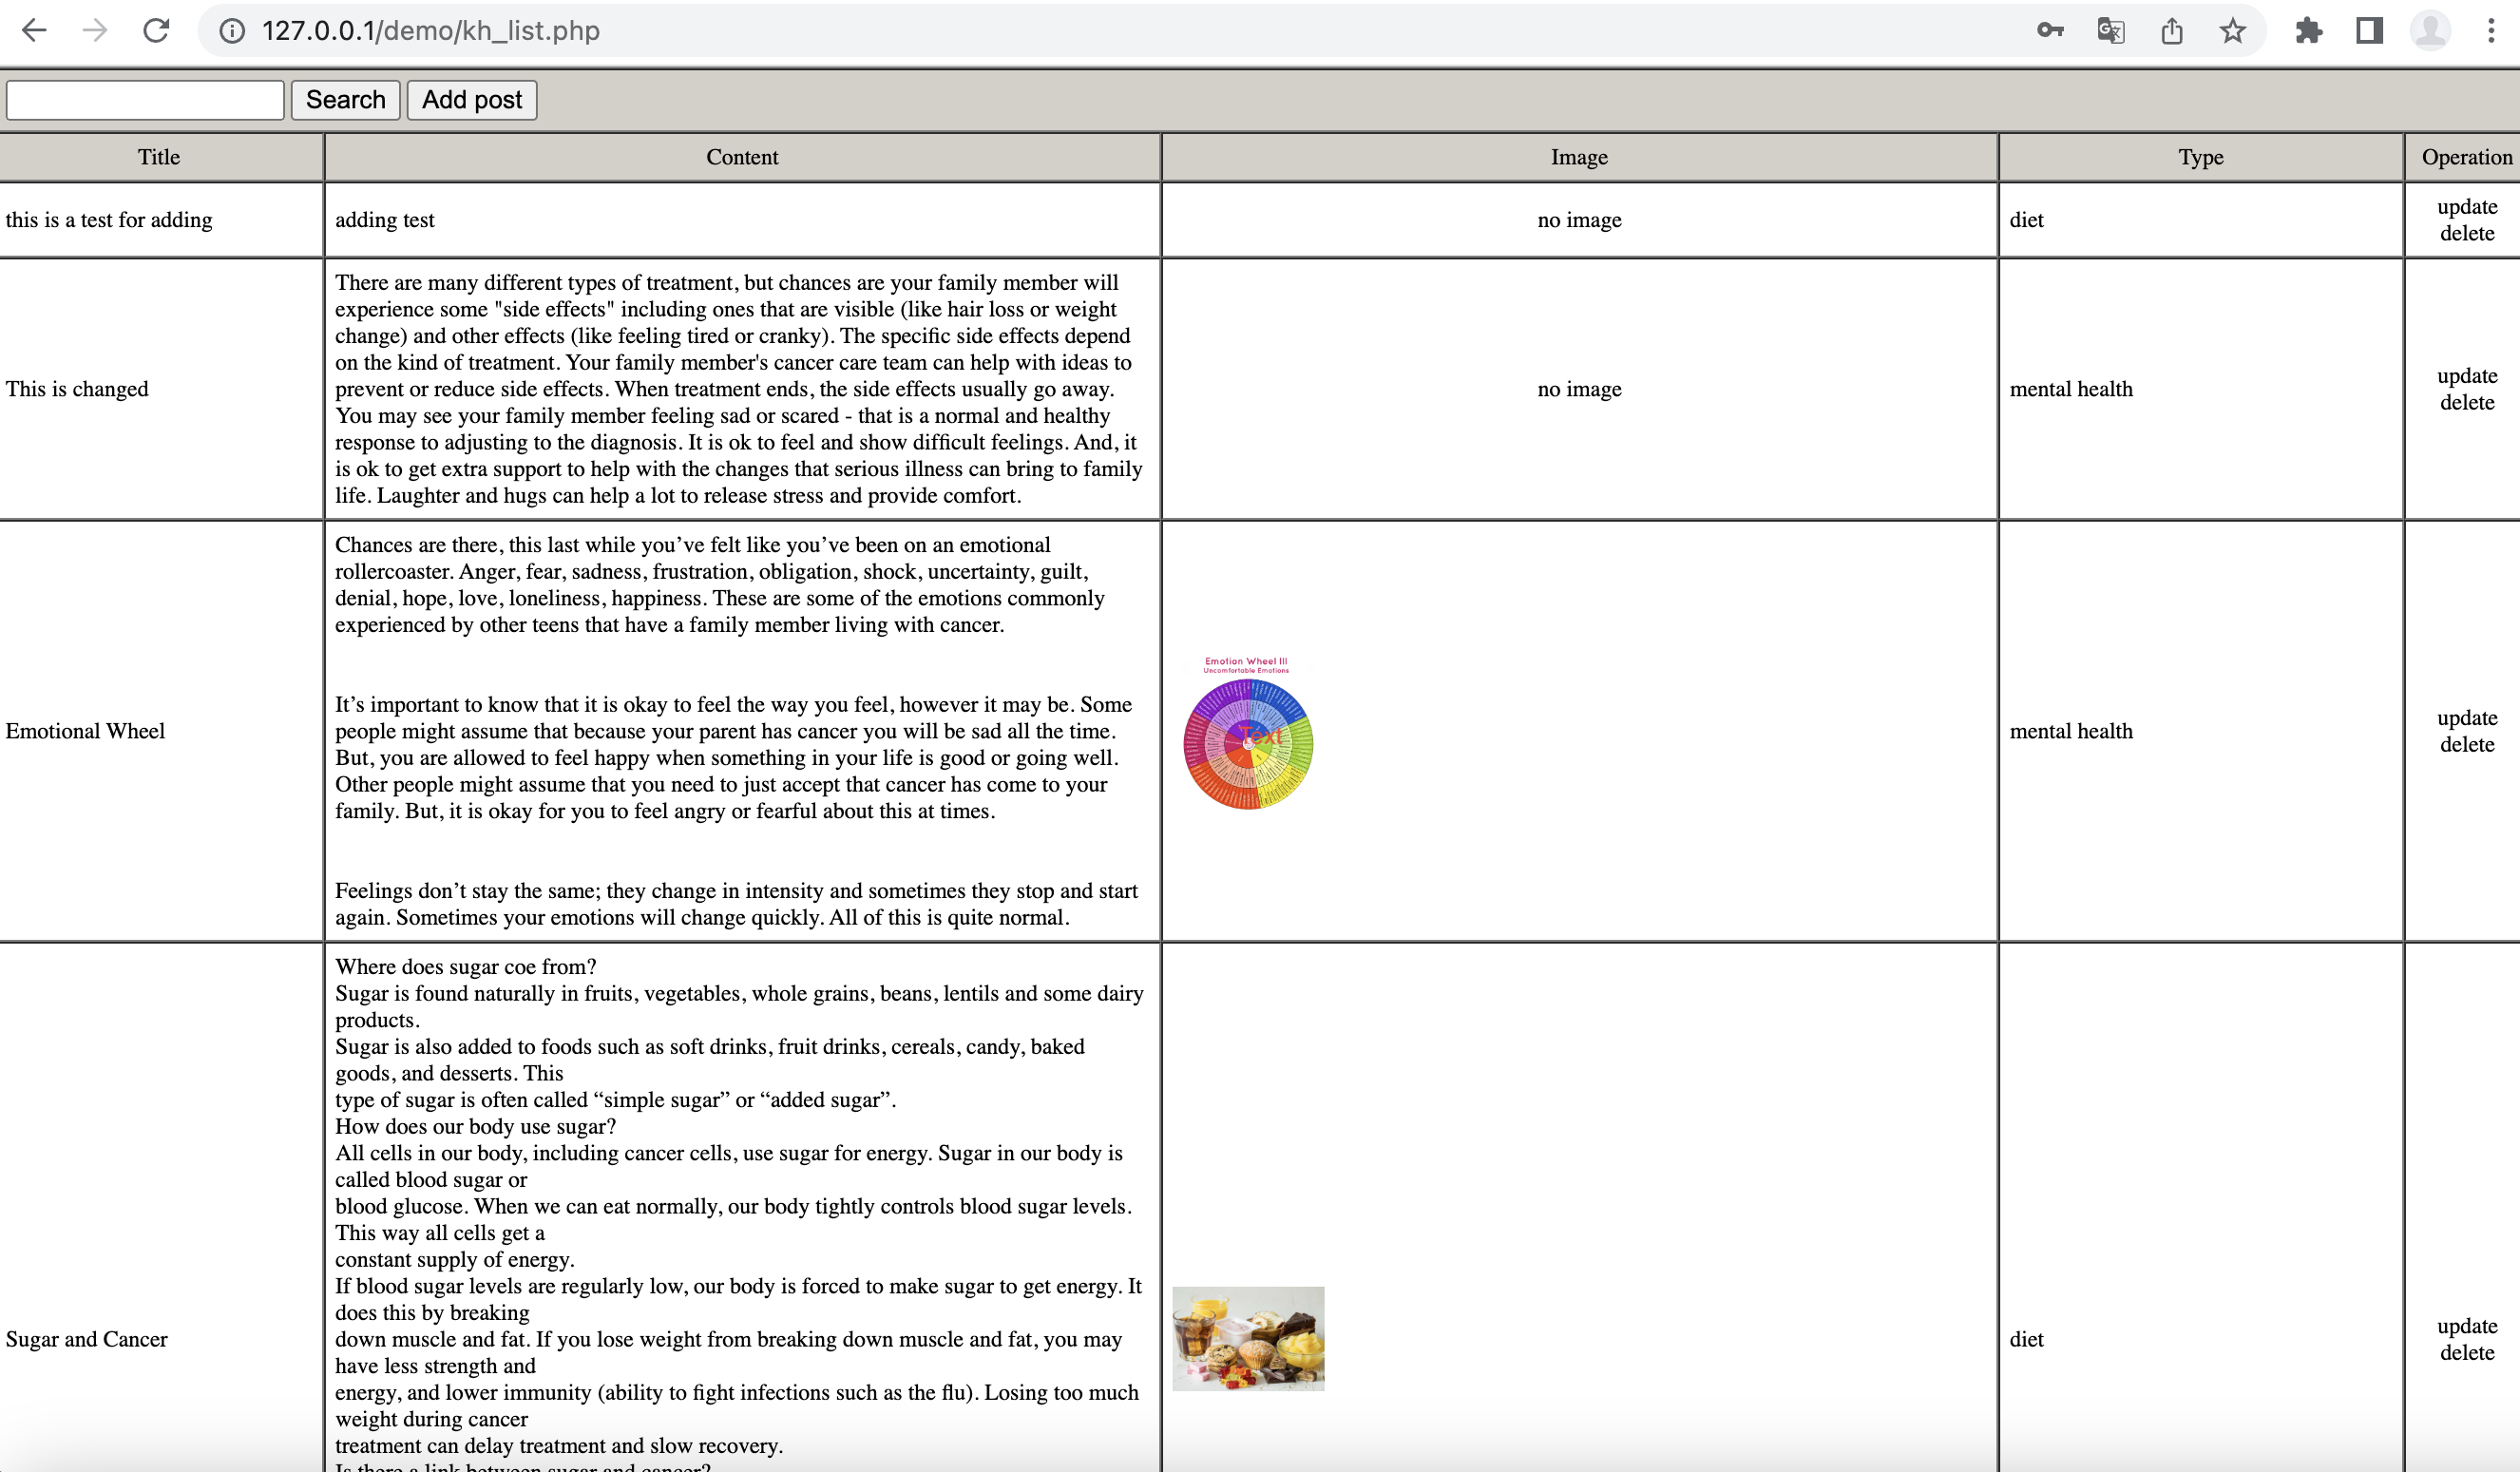 127.0.0.1/demo/kh_list.php
Search Add post
Title Content Image Type Operation
this is a test for adding
adding test
no image
diet
update
delete
This is changed
There are many different types of treatment, but chances are your family member will
experience some "side effects" including ones that are visible (like hair loss or weight
change) and other effects (like feeling tired or cranky). The specific side effects depend
on the kind of treatment. Your family member's cancer care team can help with ideas to
prevent or reduce side effects. When treatment ends, the side effects usually go away.
You may see your family member feeling sad or scared - that is a normal and healthy
response to adjusting to the diagnosis. It is ok to feel and show difficult feelings. And, it
is ok to get extra support to help with the changes that serious illness can bring to family
life. Laughter and hugs can help a lot to release stress and provide comfort.
no image
mental health
update
delete
Emotional Wheel
Chances are there, this last while you’ve felt like you’ve been on an emotional
rollercoaster. Anger, fear, sadness, frustration, obligation, shock, uncertainty, guilt,
denial, hope, love, loneliness, happiness. These are some of the emotions commonly
experienced by other teens that have a family member living with cancer.
It’s important to know that it is okay to feel the way you feel, however it may be. Some
people might assume that because your parent has cancer you will be sad all the time.
But, you are allowed to feel happy when something in your life is good or going well.
Other people might assume that you need to just accept that cancer has come to your
family. But, it is okay for you to feel angry or fearful about this at times.
Feelings don’t stay the same; they change in intensity and sometimes they stop and start
again. Sometimes your emotions will change quickly. All of this is quite normal.
Emotion Wheel III
Uncomfortable Emotions
Text
mental health
update
delete
Sugar and Cancer
Where does sugar coe from?
Sugar is found naturally in fruits, vegetables, whole grains, beans, lentils and some dairy
products.
Sugar is also added to foods such as soft drinks, fruit drinks, cereals, candy, baked
goods, and desserts. This
type of sugar is often called “simple sugar” or “added sugar”.
How does our body use sugar?
All cells in our body, including cancer cells, use sugar for energy. Sugar in our body is
called blood sugar or
blood glucose. When we can eat normally, our body tightly controls blood sugar levels.
This way all cells get a
constant supply of energy.
If blood sugar levels are regularly low, our body is forced to make sugar to get energy. It
does this by breaking
down muscle and fat. If you lose weight from breaking down muscle and fat, you may
have less strength and
energy, and lower immunity (ability to fight infections such as the flu). Losing too much
weight during cancer
treatment can delay treatment and slow recovery.
Is there a link between sugar and cancer?
diet
update
delete